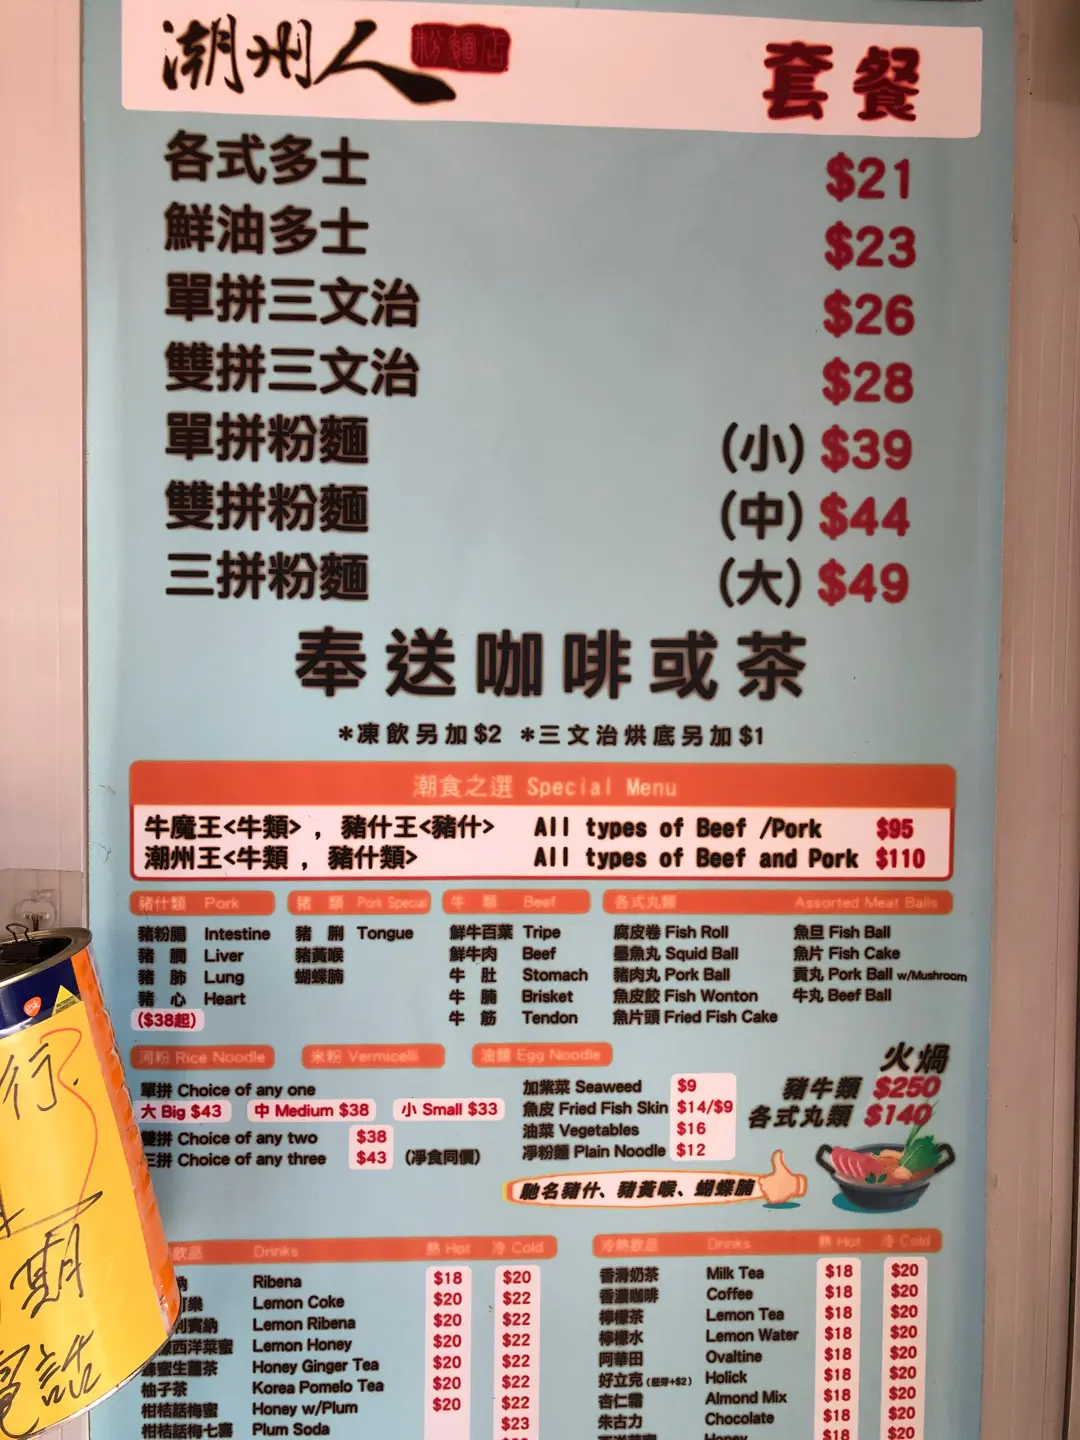 潮州人 粉麵店 套餐
各式多士 $21
鮮油多士 $23
單拼三文治 $26
雙拼三文治 $28
單拼粉麵 (小) $39
雙拼粉麵 (中) $44
三拼粉麵 (大) $49
奉送咖啡或茶
*凍飲另加$2 *三文治烘底另加$1
潮食之選 Special Menu
牛魔王<牛類> , 豬什王<豬什> All types of Beef /Pork $95
潮州王<牛類 , 豬什類> All types of Beef and Pork $110
豬什類 Pork
豬粉腸 Intestine
豬膶 Liver
豬肺 Lung
豬心 Heart
($38起)
豬類 Pork Special
豬脷 Tongue
豬黃喉
蝴蝶腩
牛類 Beef
鮮牛百葉 Tripe
鮮牛肉 Beef
牛肚 Stomach
牛腩 Brisket
牛筋 Tendon
各式丸類 Assorted Meat Balls
腐皮卷 Fish Roll
墨魚丸 Squid Ball
豬肉丸 Pork Ball
魚皮餃 Fish Wonton
魚片頭 Fried Fish Cake
魚旦 Fish Ball
魚片 Fish Cake
貢丸 Pork Ball w/Mushroom
牛丸 Beef Ball
河粉 Rice Noodle 米粉 Vermicelli 油麵 Egg Noodle
單拼 Choice of any one
大 Big $43 中 Medium $38 小 Small $33
雙拼 Choice of any two $38
三拼 Choice of any three $43 (淨食同價)
加紫菜 Seaweed $9
魚皮 Fried Fish Skin $14/$9
油菜 Vegetables $16
淨粉麵 Plain Noodle $12
火煱
豬牛類 $250
各式丸類 $140
馳名豬什、豬黃喉、蝴蝶腩
飲品 Drinks 熱 Hot 冷 Cold
納 Ribena $18 $20
可樂 Lemon Coke $20 $22
利賓納 Lemon Ribena $20 $22
西洋菜蜜 Lemon Honey $20 $22
蜂蜜生薑茶 Honey Ginger Tea $20 $22
柚子茶 Korea Pomelo Tea $20 $22
柑桔話梅蜜 Honey w/Plum $20 $22
柑桔話梅七喜 Plum Soda $23
冷熱飲品 Drinks 熱 Hot 冷 Cold
香滑奶茶 Milk Tea $18 $20
香濃咖啡 Coffee $18 $20
檸檬茶 Lemon Tea $18 $20
檸檬水 Lemon Water $18 $20
阿華田 Ovaltine $18 $20
好立克 (胚芽+$2) Holick $18 $20
杏仁霜 Almond Mix $18 $20
朱古力 Chocolate $18 $20
Honey $18 $20
行
期
電話